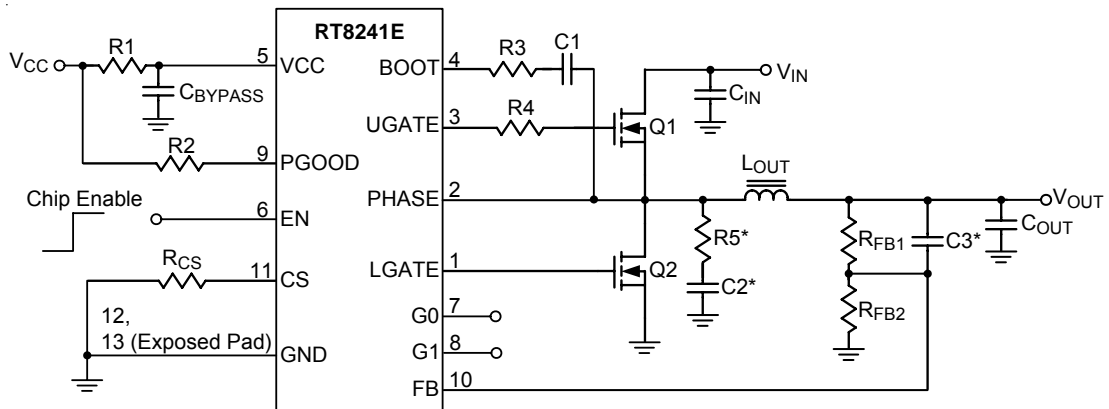 RT8241E
VCC
R1
5
VCC
CBYPASS
R2
9
PGOOD
Chip Enable
6
EN
RCS
11
CS
12,
13 (Exposed Pad)
GND
BOOT
4
R3
C1
UGATE
3
R4
Q1
VIN
CIN
PHASE
2
LOUT
VOUT
COUT
R5*
C2*
RFB1
C3*
RFB2
LGATE
1
Q2
G0
7
G1
8
FB
10